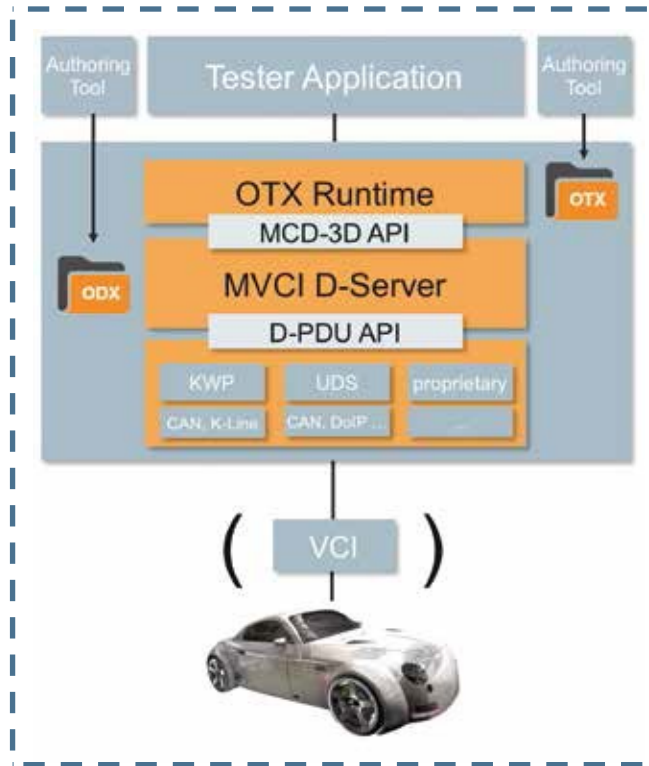 Authoring
Tool
Tester Application
Authoring
Tool
OTX Runtime
OTX
MCD-3D API
MVCI D-Server
ODX
D-PDU API
KWP
UDS
proprietary
CAN, K-Line
CAN, DoIP ...
...
( VCI )